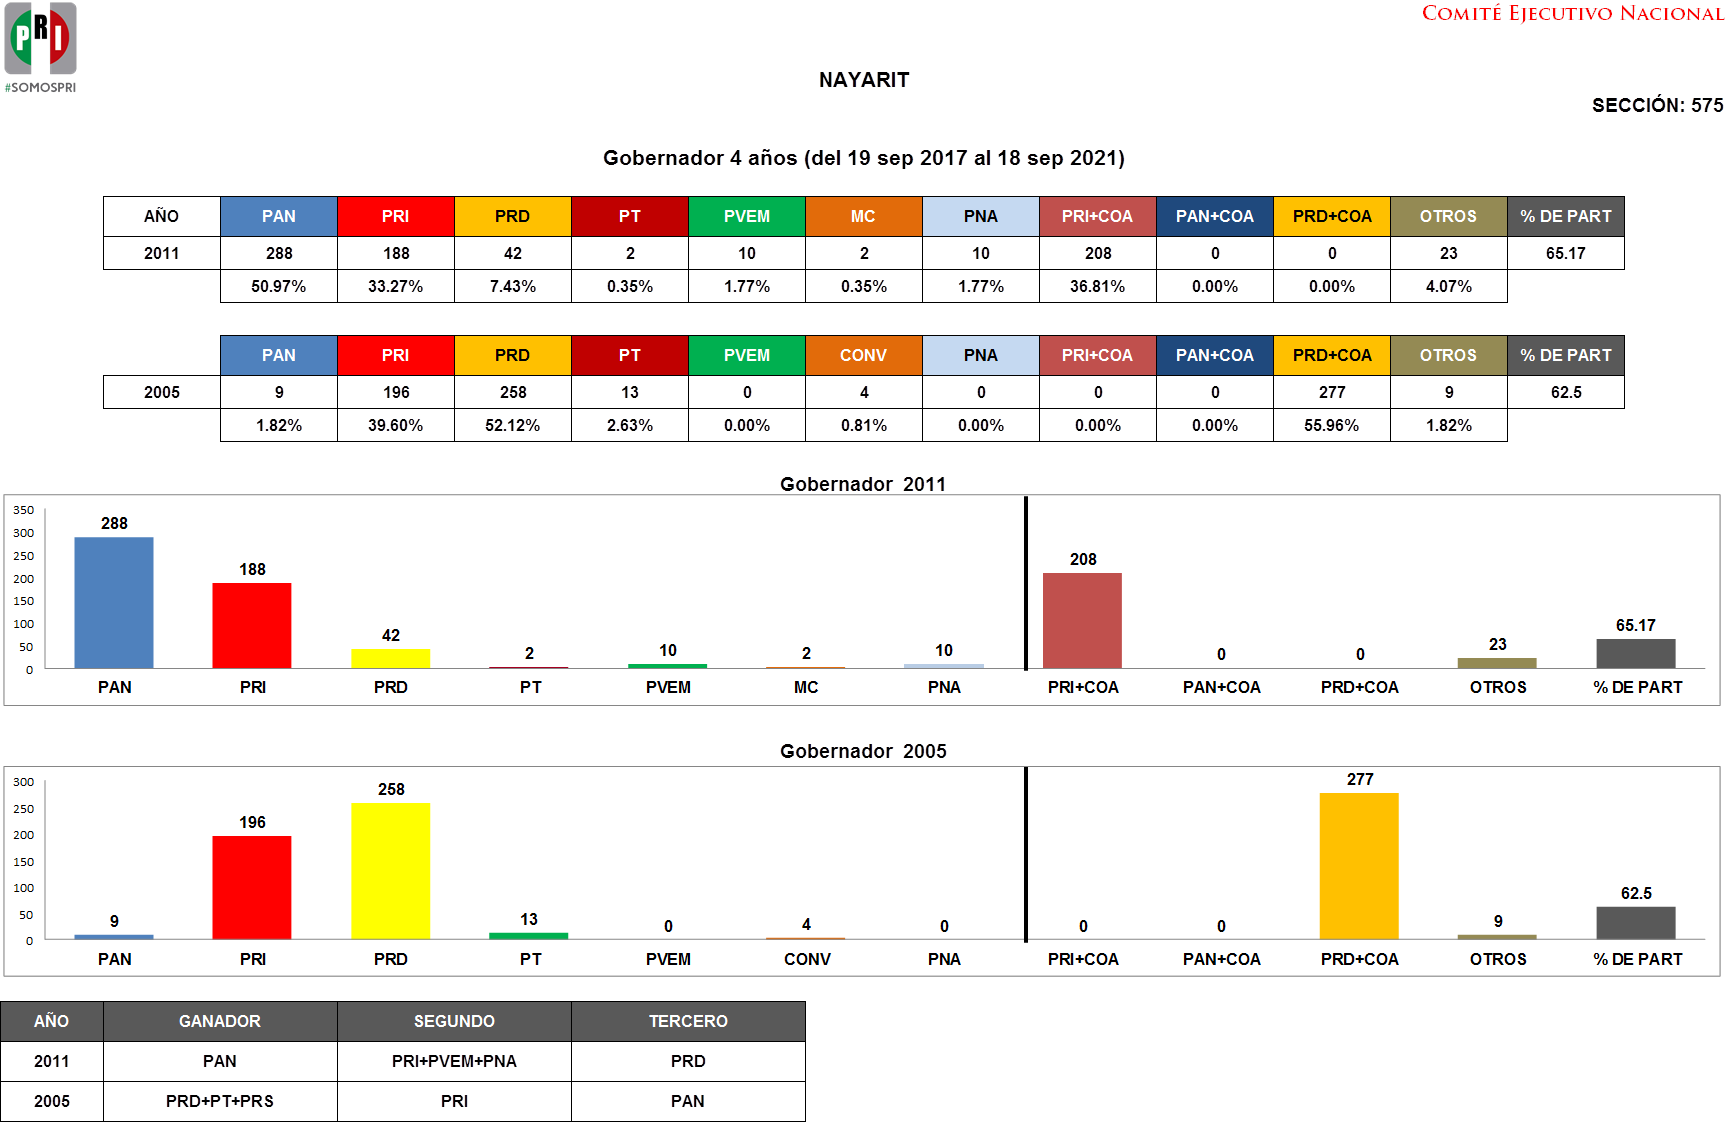 PRI
#SOMOSPRI
COMITÉ EJECUTIVO NACIONAL
NAYARIT
SECCIÓN: 575
Gobernador 4 años (del 19 sep 2017 al 18 sep 2021)
AÑO PAN PRI PRD PT PVEM MC PNA PRI+COA PAN+COA PRD+COA OTROS % DE PART
2011 288 188 42 2 10 2 10 208 0 0 23 65.17
50.97% 33.27% 7.43% 0.35% 1.77% 0.35% 1.77% 36.81% 0.00% 0.00% 4.07%
PAN PRI PRD PT PVEM CONV PNA PRI+COA PAN+COA PRD+COA OTROS % DE PART
2005 9 196 258 13 0 4 0 0 0 277 9 62.5
1.82% 39.60% 52.12% 2.63% 0.00% 0.81% 0.00% 0.00% 0.00% 55.96% 1.82%
Gobernador 2011
350
300
250
200
150
100
50
0
288 188 42 2 10 2 10 208 0 0 23 65.17
PAN PRI PRD PT PVEM MC PNA PRI+COA PAN+COA PRD+COA OTROS % DE PART
Gobernador 2005
300
250
200
150
100
50
0
9 196 258 13 0 4 0 0 0 277 9 62.5
PAN PRI PRD PT PVEM CONV PNA PRI+COA PAN+COA PRD+COA OTROS % DE PART
AÑO GANADOR SEGUNDO TERCERO
2011 PAN PRI+PVEM+PNA PRD
2005 PRD+PT+PRS PRI PAN